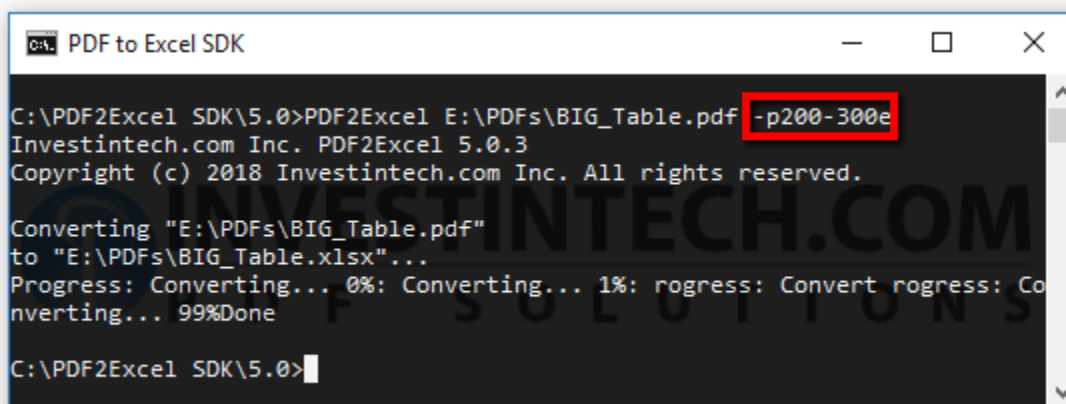 PDF to Excel SDK
C:\PDF2Excel SDK\5.0>PDF2Excel E:\PDFs\BIG_Table.pdf -p200-300e
Investintech.com Inc. PDF2Excel 5.0.3
Copyright (c) 2018 Investintech.com Inc. All rights reserved.
INVESTINTECH.COM
Converting "E:\PDFs\BIG_Table.pdf"
to "E:\PDFs\BIG_Table.xlsx"...
Progress: Converting... 0%: Converting... 1%: rogress: Convert rogress: Co
nverting... 99%Done
PDF SOLUTIONS
C:\PDF2Excel SDK\5.0>